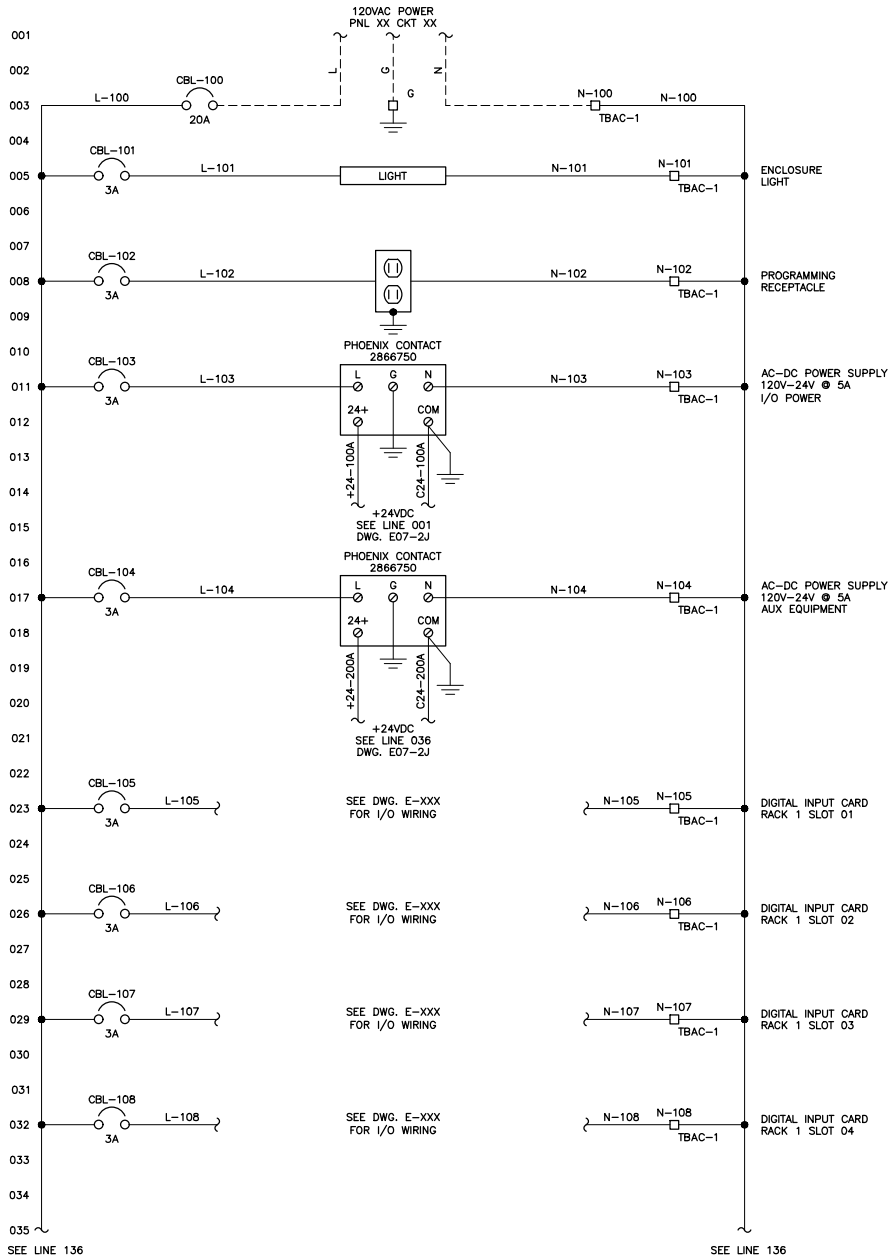 120VAC POWER
PNL XX CKT XX
001
002
L
G
N
CBL-100
L-100
G
N-100
N-100
003
20A
TBAC-1
004
CBL-101
L-101
N-101
N-101
005
LIGHT
ENCLOSURE
LIGHT
3A
TBAC-1
006
007
CBL-102
L-102
N-102
N-102
008
PROGRAMMING
RECEPTACLE
3A
TBAC-1
009
010
PHOENIX CONTACT
2866750
CBL-103
L-103
L
G
N
N-103
N-103
011
AC-DC POWER SUPPLY
120V-24V @ 5A
I/O POWER
3A
TBAC-1
24+
COM
012
013
+24-100A
C24-100A
014
+24VDC
SEE LINE 001
DWG. E07-2J
015
016
PHOENIX CONTACT
2866750
CBL-104
L-104
L
G
N
N-104
N-104
017
AC-DC POWER SUPPLY
120V-24V @ 5A
AUX EQUIPMENT
3A
TBAC-1
24+
COM
018
019
+24-200A
C24-200A
020
+24VDC
SEE LINE 036
DWG. E07-2J
021
022
CBL-105
L-105
SEE DWG. E-XXX
FOR I/O WIRING
N-105
N-105
023
DIGITAL INPUT CARD
RACK 1 SLOT 01
3A
TBAC-1
024
025
CBL-106
L-106
SEE DWG. E-XXX
FOR I/O WIRING
N-106
N-106
026
DIGITAL INPUT CARD
RACK 1 SLOT 02
3A
TBAC-1
027
028
CBL-107
L-107
SEE DWG. E-XXX
FOR I/O WIRING
N-107
N-107
029
DIGITAL INPUT CARD
RACK 1 SLOT 03
3A
TBAC-1
030
031
CBL-108
L-108
SEE DWG. E-XXX
FOR I/O WIRING
N-108
N-108
032
DIGITAL INPUT CARD
RACK 1 SLOT 04
3A
TBAC-1
033
034
035
SEE LINE 136
SEE LINE 136